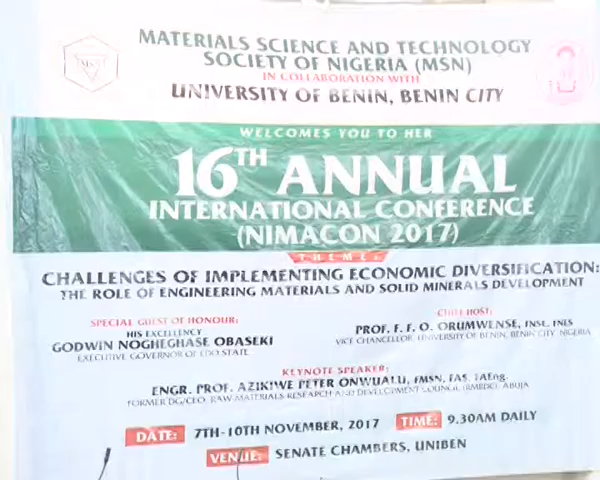 MATERIALS SCIENCE AND TECHNOLOGY
SOCIETY OF NIGERIA (MSN)
IN COLLABORATION WITH
UNIVERSITY OF BENIN, BENIN CITY
WELCOMES YOU TO HER
16TH ANNUAL
INTERNATIONAL CONFERENCE
(NIMACON 2017)
THEME:
CHALLENGES OF IMPLEMENTING ECONOMIC DIVERSIFICATION:
THE ROLE OF ENGINEERING MATERIALS AND SOLID MINERALS DEVELOPMENT
SPECIAL GUEST OF HONOUR:
HIS EXCELLENCY
GODWIN NOGHEGHASE OBASEKI
EXECUTIVE GOVERNOR OF EDO STATE
CHIEF HOST:
PROF. F. F. O. ORUMWENSE, FNSE, FNES
VICE CHANCELLOR, UNIVERSITY OF BENIN, BENIN CITY, NIGERIA
KEYNOTE SPEAKER:
ENGR. PROF. AZIKIWE PETER ONWUALU, FMSN, FAS, FAEng.
FORMER DG/CEO, RAW MATERIALS RESEARCH AND DEVELOPMENT COUNCIL (RMRDC), ABUJA
DATE: 7TH-10TH NOVEMBER, 2017 TIME: 9.30AM DAILY
VENUE: SENATE CHAMBERS, UNIBEN